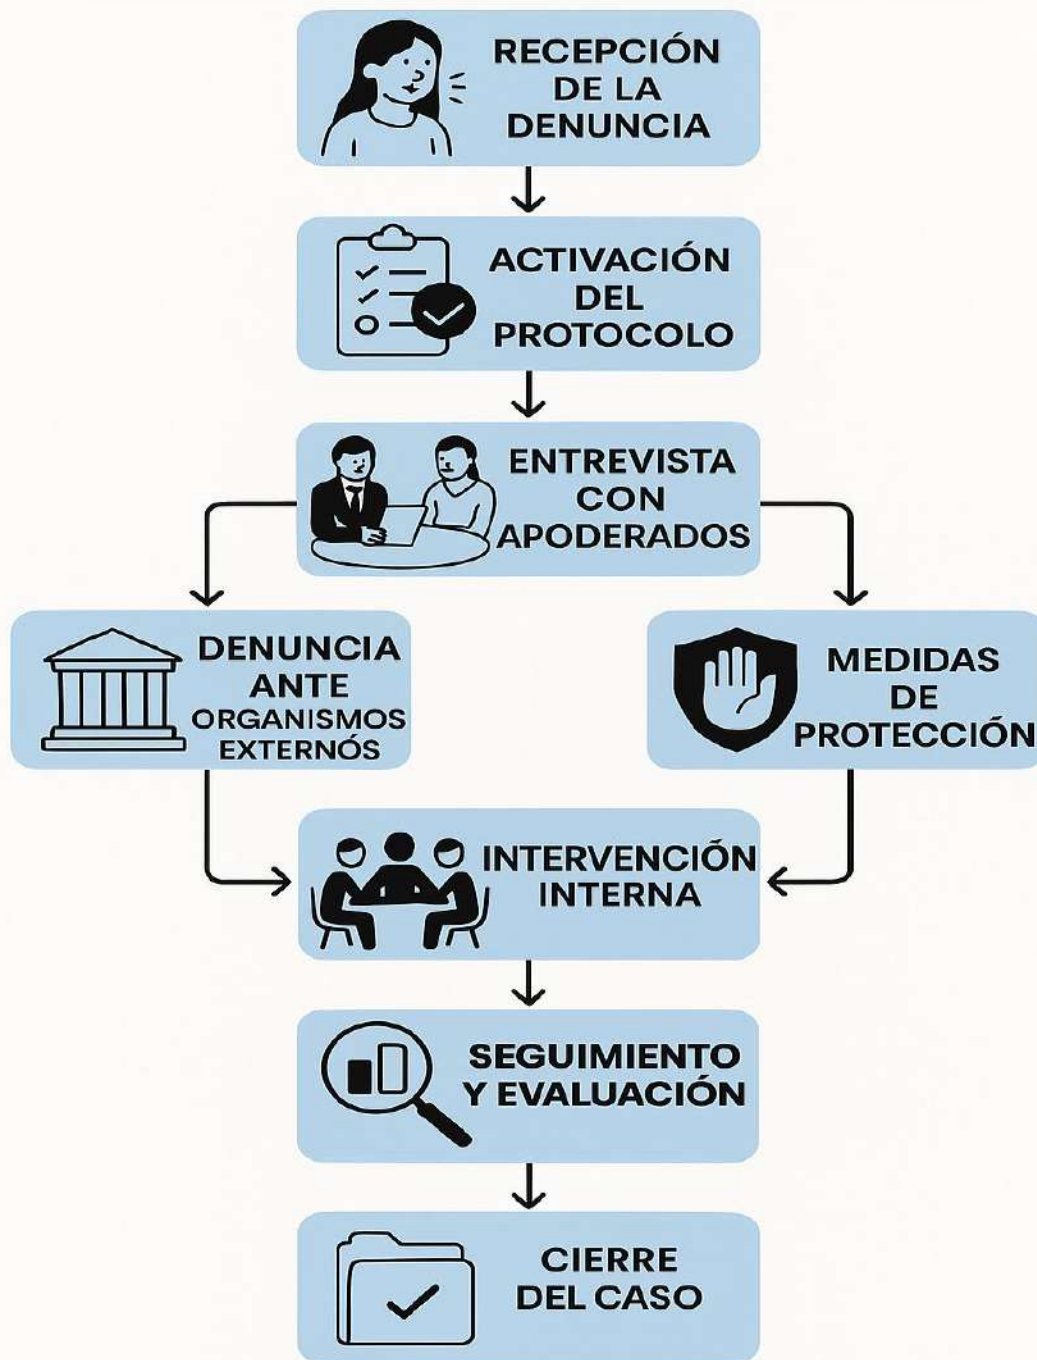 RECEPCIÓN
DE LA
DENUNCIA
ACTIVACIÓN
DEL
PROTOCOLO
ENTREVISTA
CON
APODERADOS
DENUNCIA
ANTE
ORGANISMOS
EXTERNÓS
MEDIDAS
DE
PROTECCIÓN
INTERVENCIÓN
INTERNA
SEGUIMIENTO
Y EVALUACIÓN
CIERRE
DEL CASO